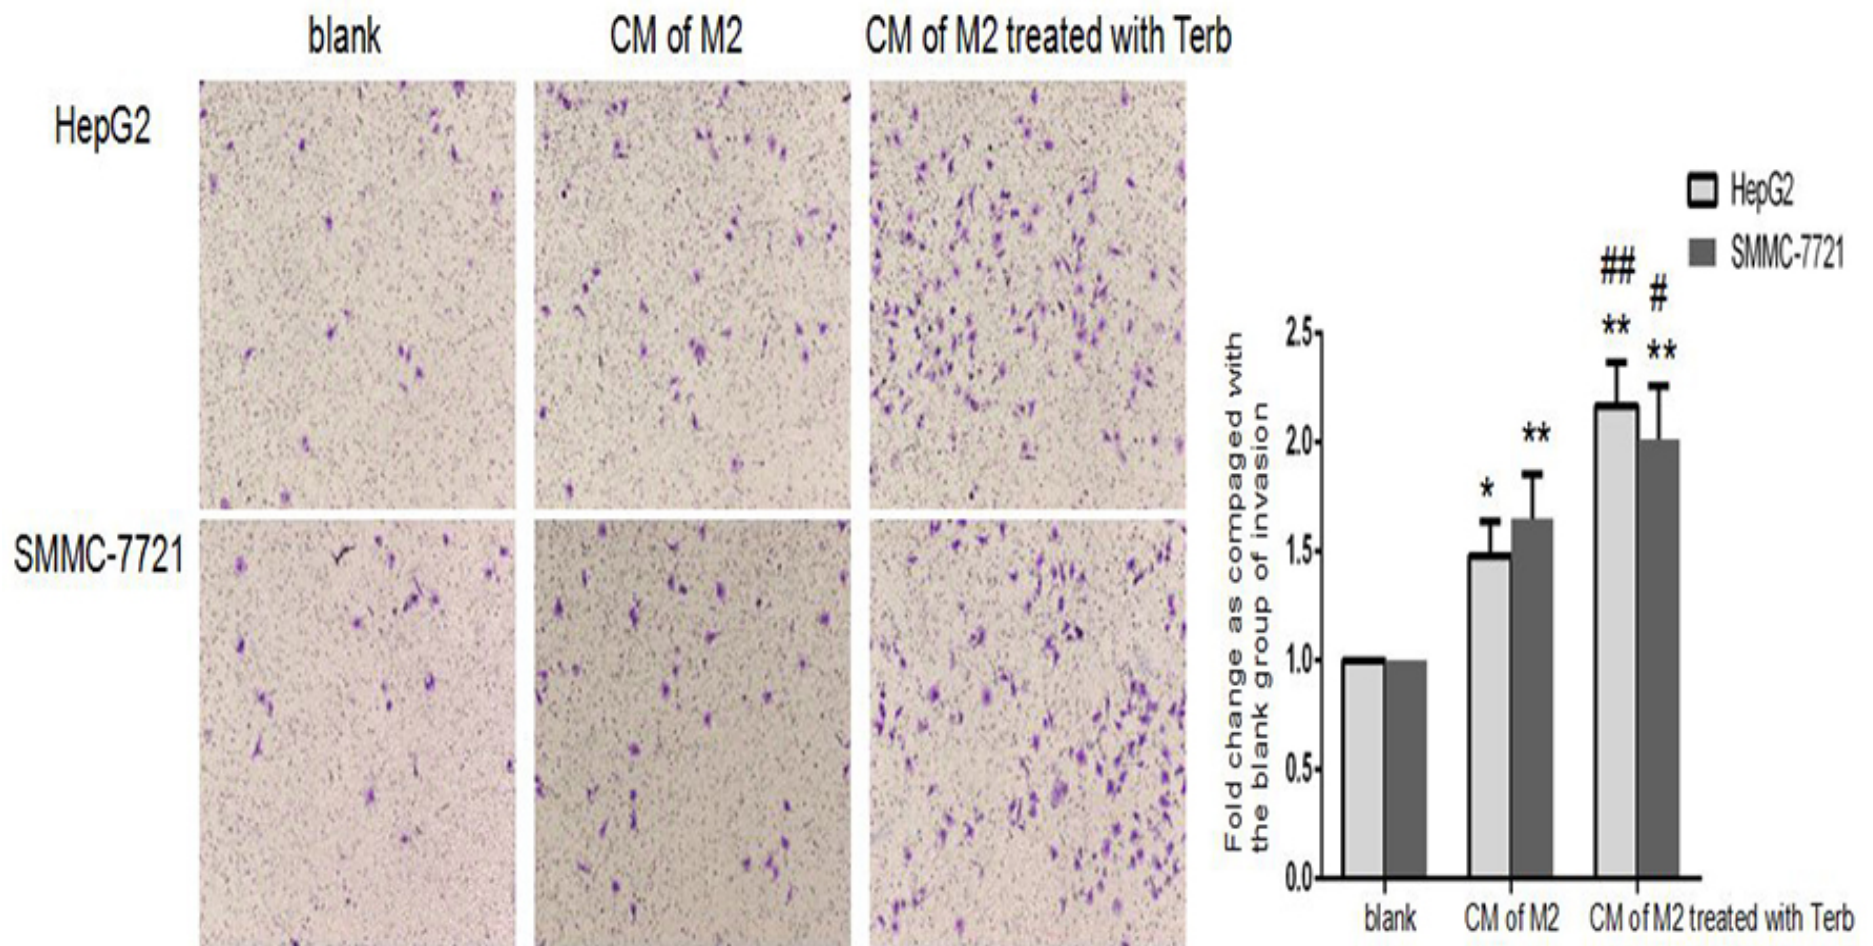 blank
CM of M2
CM of M2 treated with Terb
HepG2
SMMC-7721
HepG2
SMMC-7721
##
**
#
**
**
*
Fold change as compaged with
the blank group of invasion
2.5
2.0
1.5
1.0
0.5
0.0
blank
CM of M2
CM of M2 treated with Terb